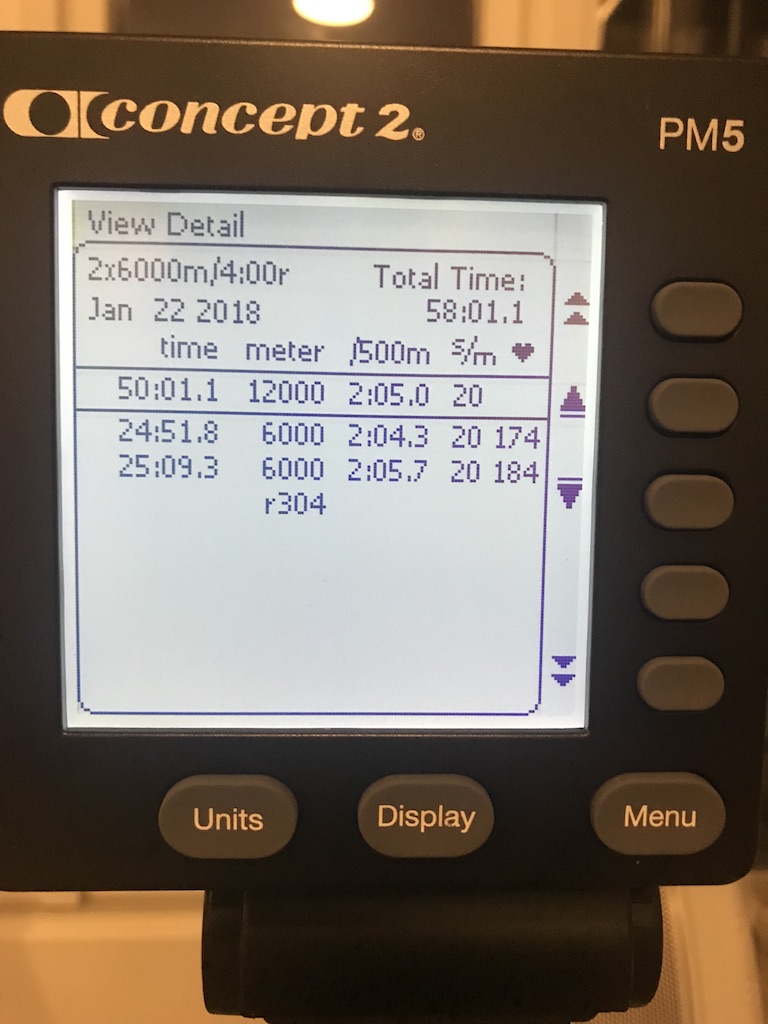 concept 2®
PM5
View Detail
2x6000m/4:00r Total Time:
Jan 22 2018 58:01.1
time meter /500m s/m ♥
50:01.1 12000 2:05.0 20
24:51.8 6000 2:04.3 20 174
25:09.3 6000 2:05.7 20 184
r304
Units Display Menu